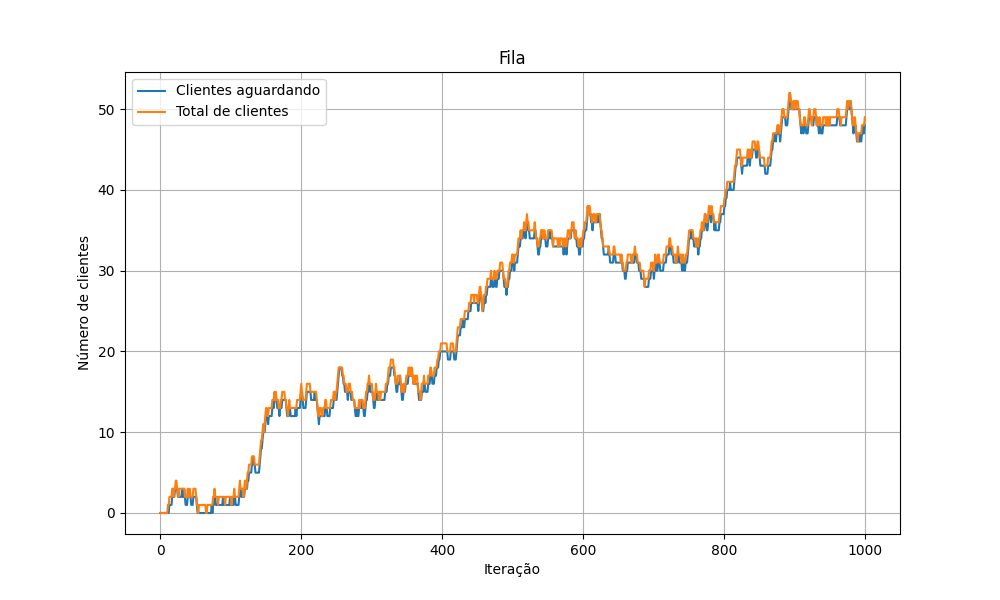 Fila
Clientes aguardando
Total de clientes
Número de clientes
50
40
30
20
10
0
0 200 400 600 800 1000
Iteração